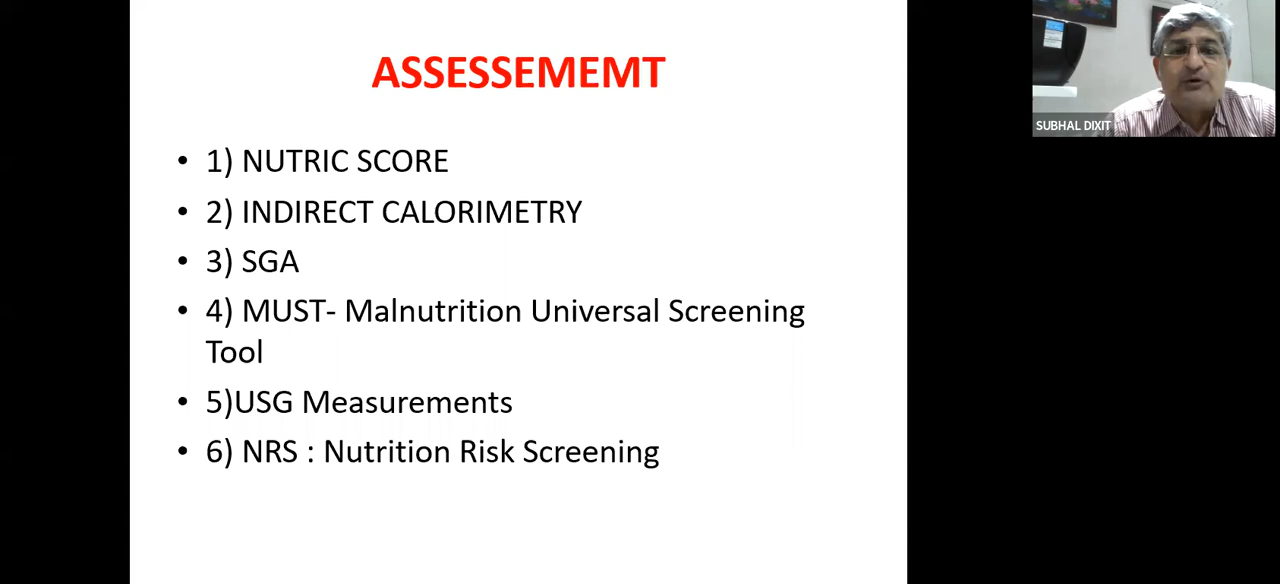 ASSESSEMEMT
• 1) NUTRIC SCORE
• 2) INDIRECT CALORIMETRY
• 3) SGA
• 4) MUST- Malnutrition Universal Screening
Tool
• 5)USG Measurements
• 6) NRS : Nutrition Risk Screening
SUBHAL DIXIT